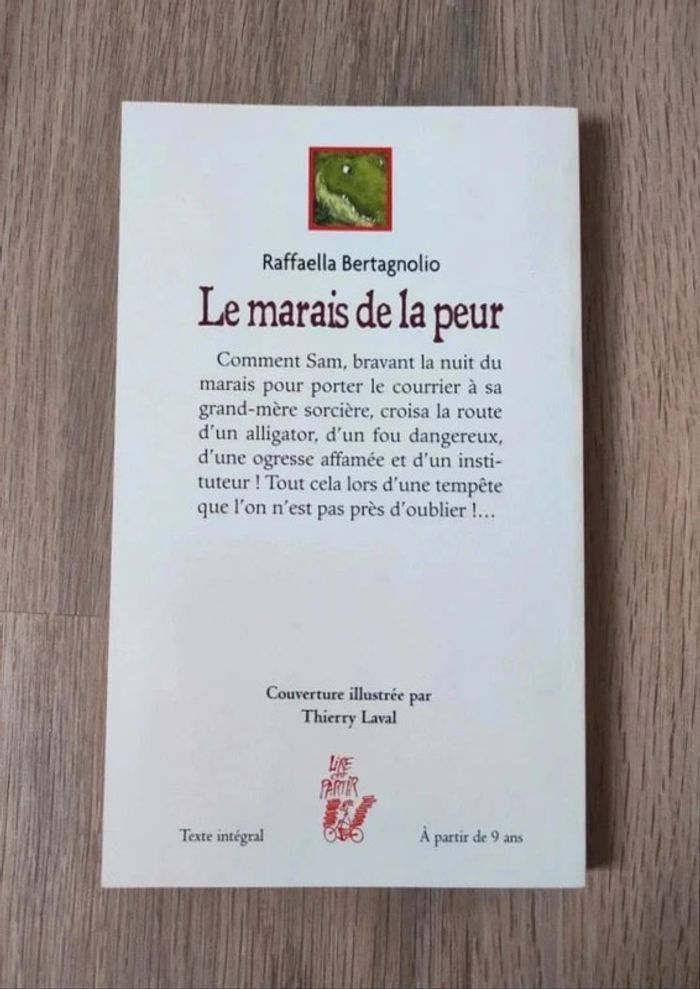 Raffaella Bertagnolio
Le marais de la peur
Comment Sam, bravant la nuit du
marais pour porter le courrier à sa
grand-mère sorcière, croisa la route
d'un alligator, d'un fou dangereux,
d'une ogresse affamée et d'un insti-
tuteur ! Tout cela lors d'une tempête
que l'on n'est pas près d'oublier !...
Couverture illustrée par
Thierry Laval
LiRE
c'est
PARTIR
Texte intégral
À partir de 9 ans